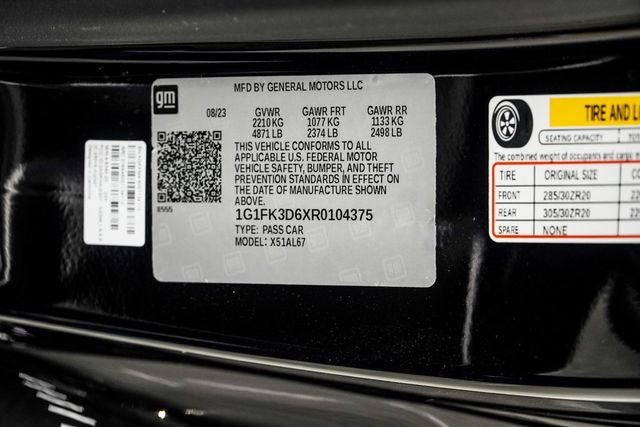 gm
MFD BY GENERAL MOTORS LLC
08/23 GVWR GAWR FRT GAWR RR
2210 KG 1077 KG 1133 KG
4871 LB 2374 LB 2498 LB
THIS VEHICLE CONFORMS TO ALL
APPLICABLE U.S. FEDERAL MOTOR
VEHICLE SAFETY, BUMPER, AND THEFT
PREVENTION STANDARDS IN EFFECT ON
THE DATE OF MANUFACTURE SHOWN
ABOVE.
8555
1G1FK3D6XR0104375
TYPE: PASS CAR
MODEL: X51AL67
TIRE AND
SEATING CAPACITY
The combined weight of occupants and cargo
TIRE ORIGINAL SIZE
FRONT 285/30ZR20
REAR 305/30ZR20
SPARE NONE